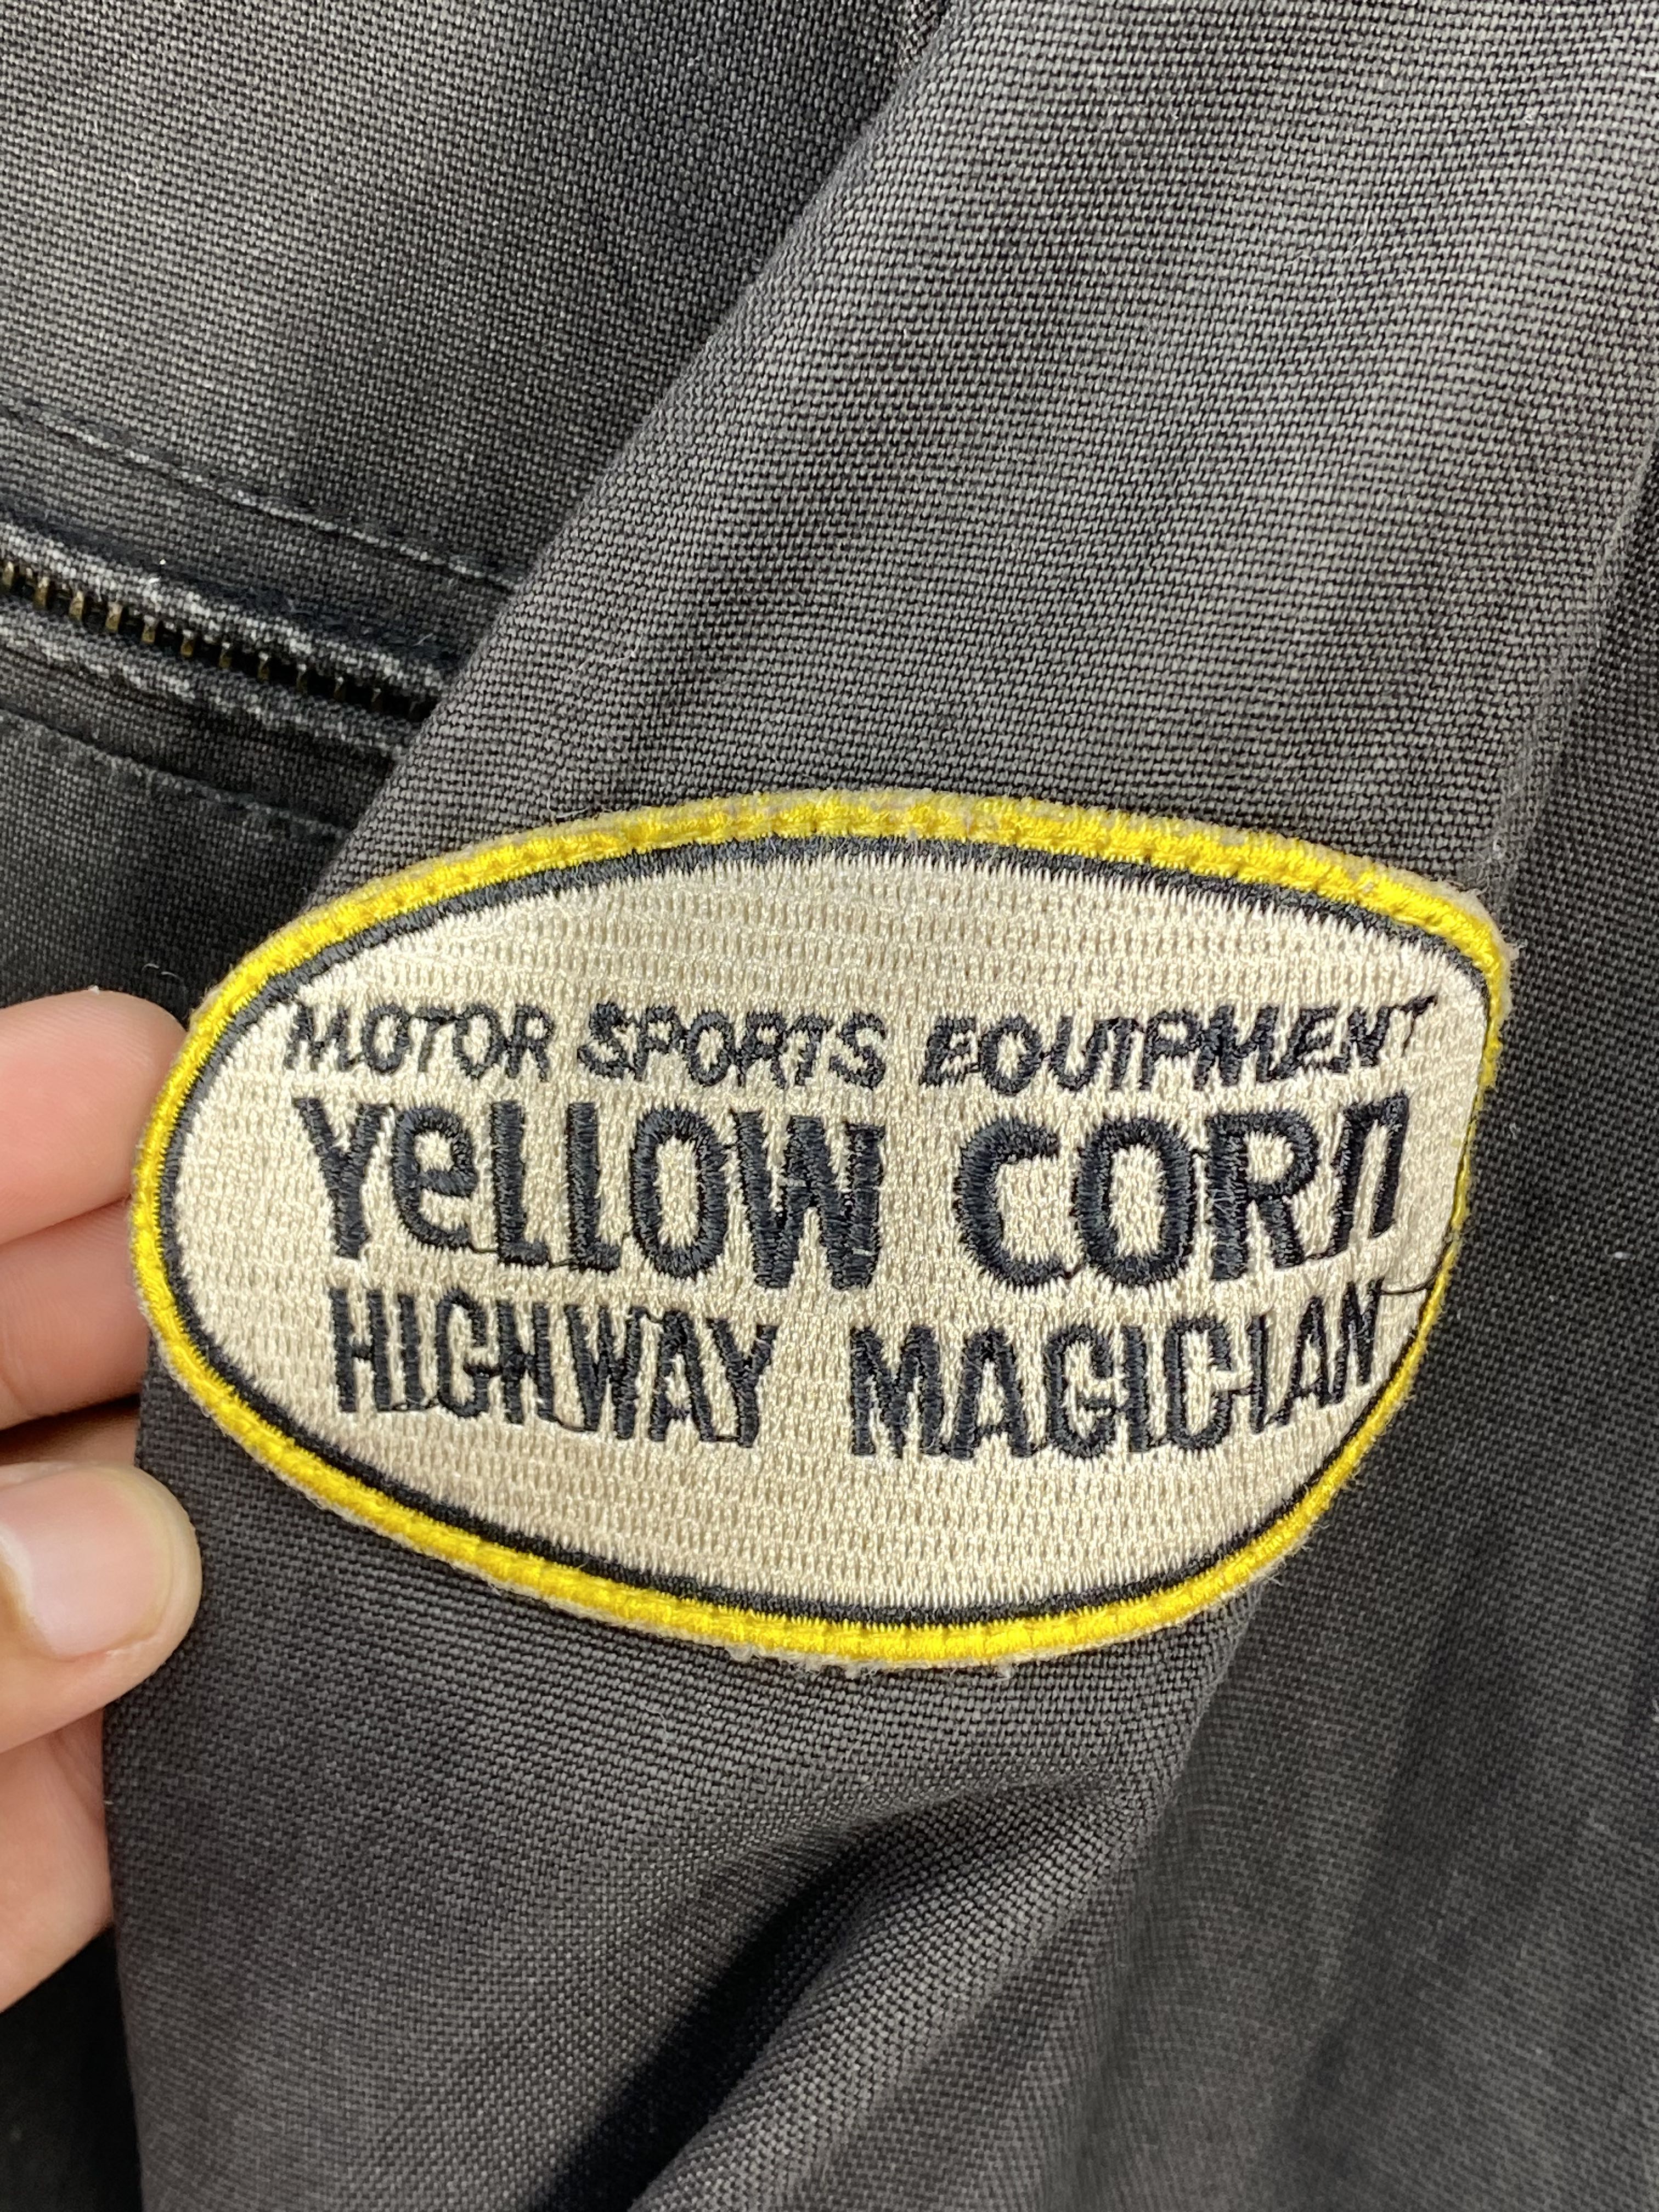 MOTOR SPORTS EQUIPMENT
YeLLOW CORn
HIGHWAY MAGICIAN